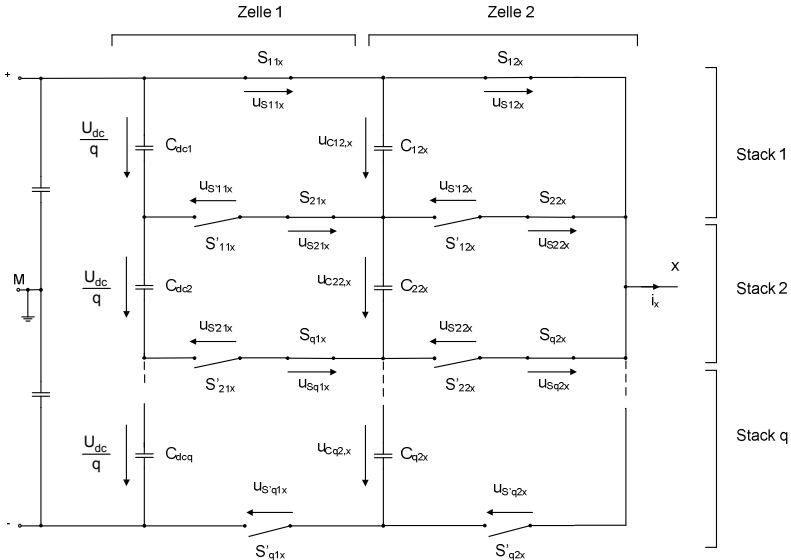 Zelle 1 Zelle 2
S11x S12x
+
uS11x uS12x
Udc/q Cdc1 uC12,x C12x Stack 1
uS'11x S21x uS'12x S22x
S'11x uS21x S'12x uS22x
M Udc/q Cdc2 uC22,x C22x x Stack 2
ix
uS'21x Sq1x uS'22x Sq2x
S'21x uSq1x S'22x uSq2x
Udc/q Cdcq uCq2,x Cq2x Stack q
uS'q1x uS'q2x
-
S'q1x S'q2x